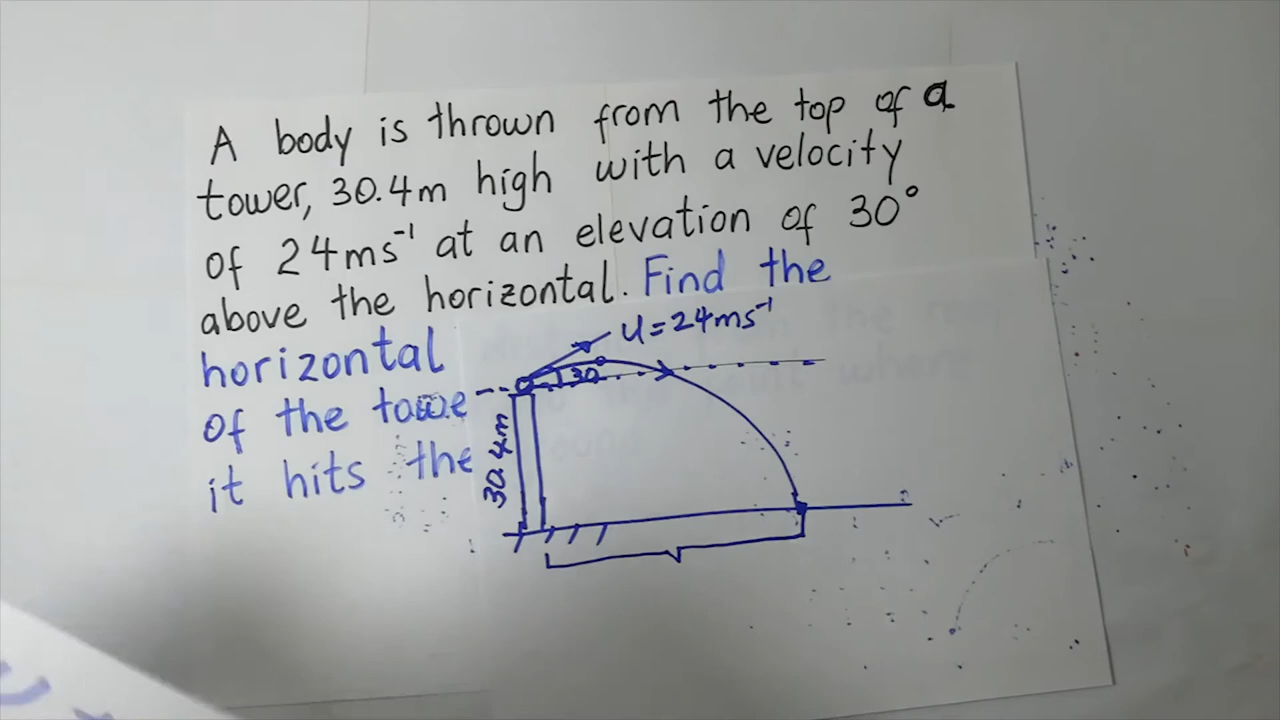 A body is thrown from the top of a
tower, 30.4m high with a velocity
of 24ms⁻¹ at an elevation of 30°
above the horizontal. Find the
horizontal
of the towe
it hits the
U = 24ms⁻¹
30°
30.4m